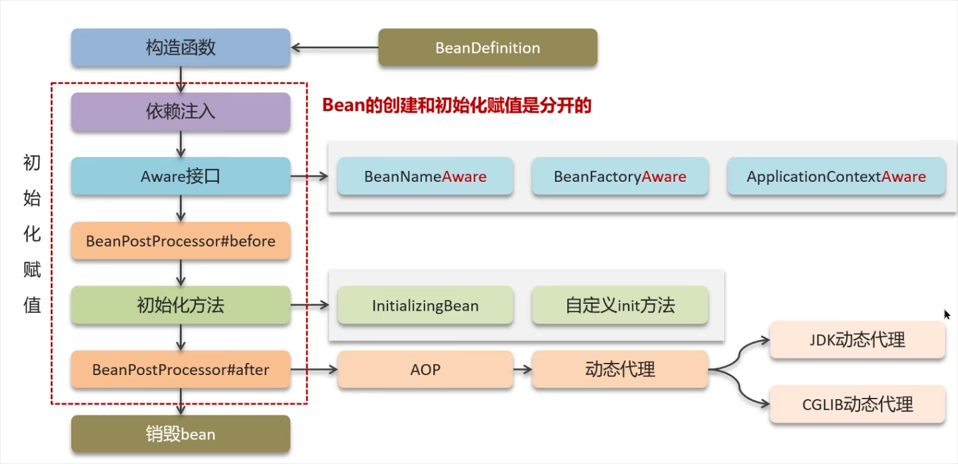 构造函数
BeanDefinition
依赖注入
Bean的创建和初始化赋值是分开的
初始化赋值
Aware接口
BeanNameAware
BeanFactoryAware
ApplicationContextAware
BeanPostProcessor#before
初始化方法
InitializingBean
自定义init方法
BeanPostProcessor#after
AOP
动态代理
JDK动态代理
CGLIB动态代理
销毁bean